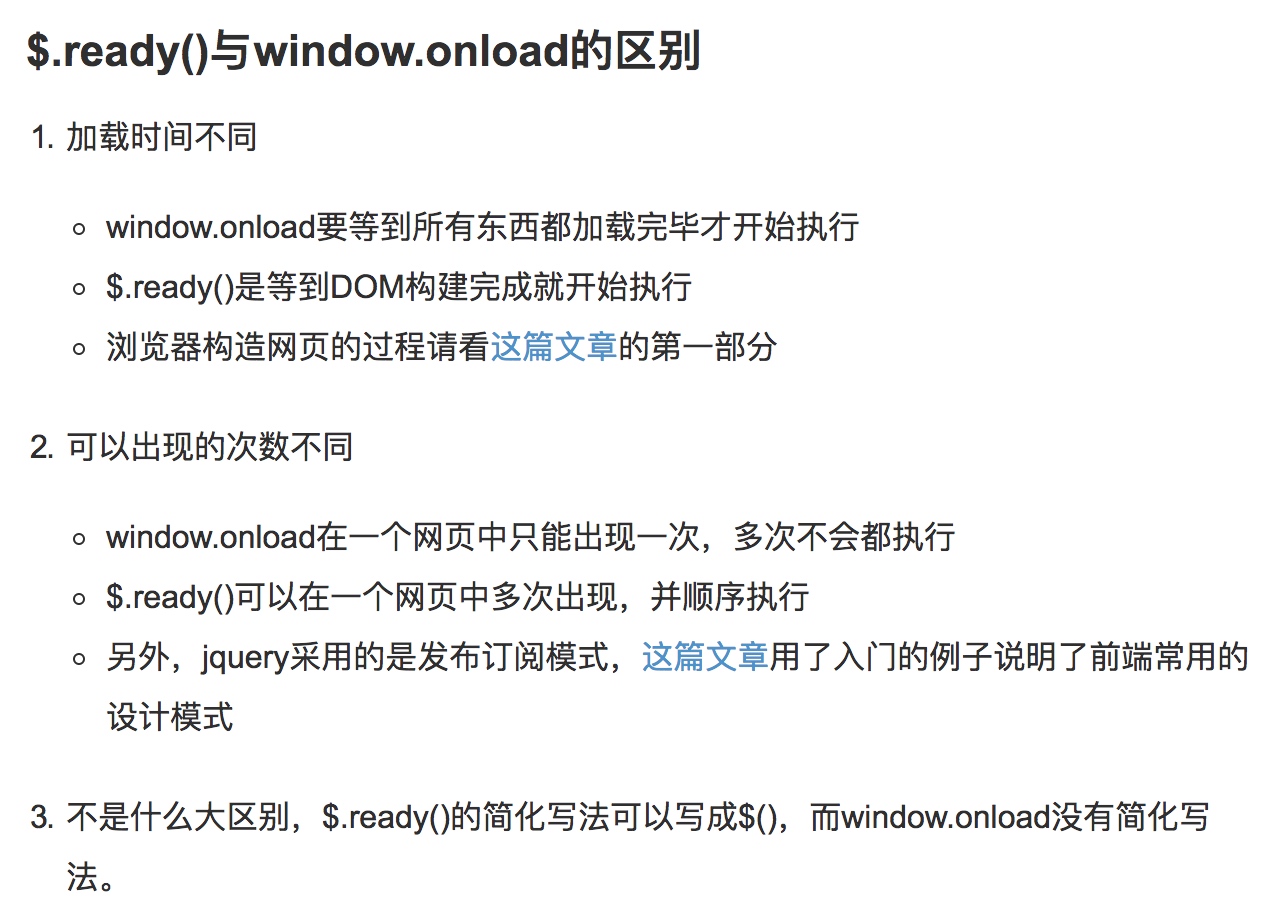 $.ready()与window.onload的区别
1. 加载时间不同
window.onload要等到所有东西都加载完毕才开始执行
$.ready()是等到DOM构建完成就开始执行
浏览器构造网页的过程请看这篇文章的第一部分
2. 可以出现的次数不同
window.onload在一个网页中只能出现一次，多次不会都执行
$.ready()可以在一个网页中多次出现，并顺序执行
另外，jquery采用的是发布订阅模式，这篇文章用了入门的例子说明了前端常用的
设计模式
3. 不是什么大区别，$.ready()的简化写法可以写成$()，而window.onload没有简化写
法。